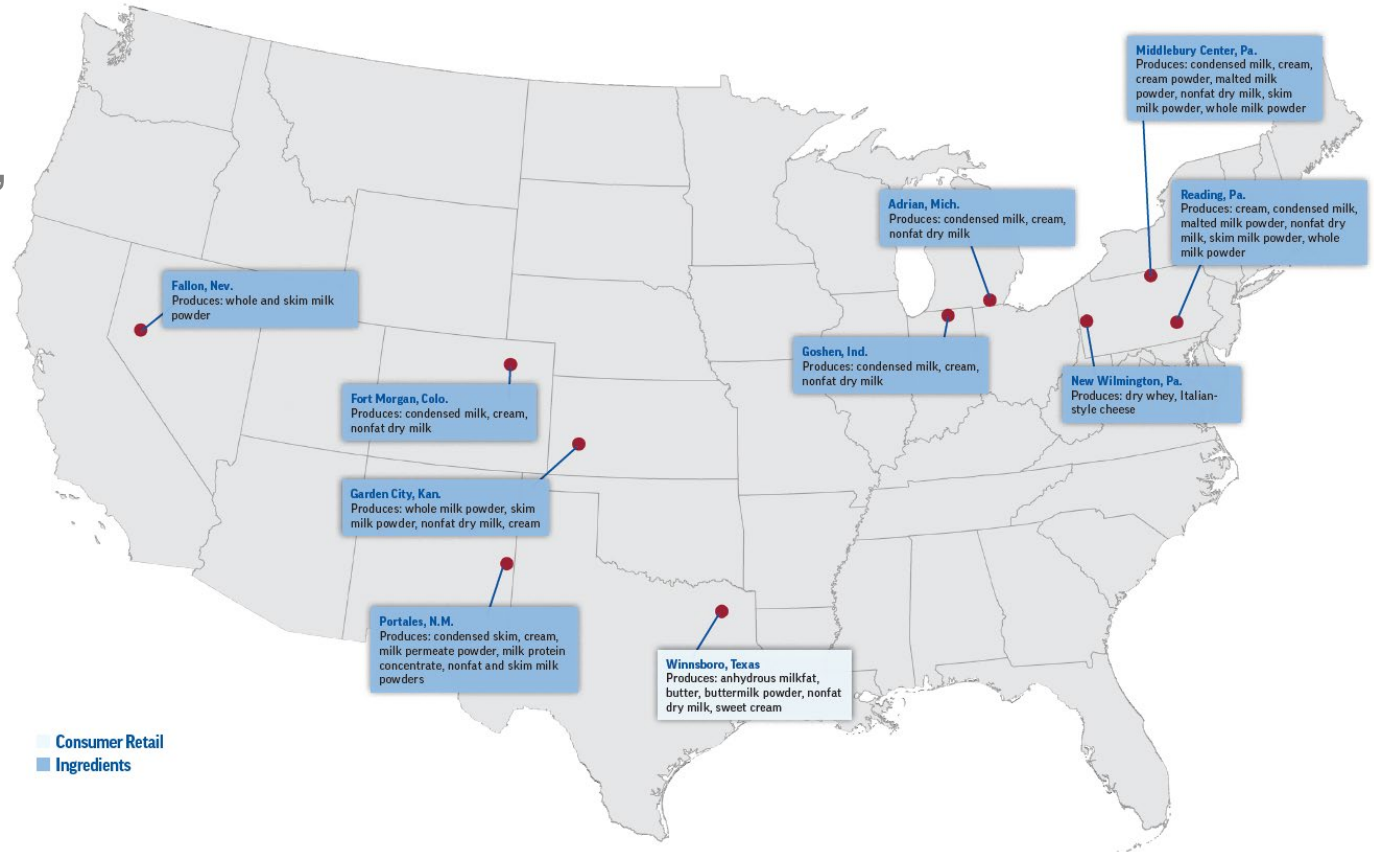 Middlebury Center, Pa.
Produces: condensed milk, cream,
cream powder, malted milk
powder, nonfat dry milk, skim
milk powder, whole milk powder
Reading, Pa.
Produces: cream, condensed milk,
malted milk powder, nonfat dry
milk, skim milk powder, whole
milk powder
Adrian, Mich.
Produces: condensed milk, cream,
nonfat dry milk
Fallon, Nev.
Produces: whole and skim milk
powder
Goshen, Ind.
Produces: condensed milk, cream,
nonfat dry milk
New Wilmington, Pa.
Produces: dry whey, Italian-
style cheese
Fort Morgan, Colo.
Produces: condensed milk, cream,
nonfat dry milk
Garden City, Kan.
Produces: whole milk powder, skim
milk powder, nonfat dry milk, cream
Portales, N.M.
Produces: condensed skim, cream,
milk permeate powder, milk protein
concentrate, nonfat and skim milk
powders
Winnsboro, Texas
Produces: anhydrous milkfat,
butter, buttermilk powder, nonfat
dry milk, sweet cream
Consumer Retail
Ingredients